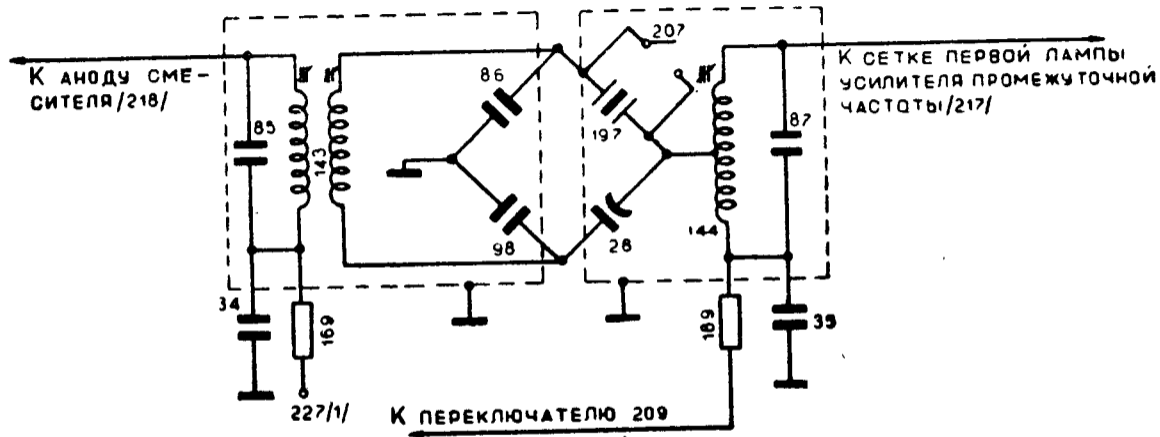 207
К АНОДУ СМЕ-
СИТЕЛЯ/218/
К СЕТКЕ ПЕРВОЙ ЛАМПЫ
УСИЛИТЕЛЯ ПРОМЕЖУТОЧНОЙ
ЧАСТОТЫ/217/
86
85
197
87
143
98
28
144
34
169
189
35
227/1/
К ПЕРЕКЛЮЧАТЕЛЮ 209